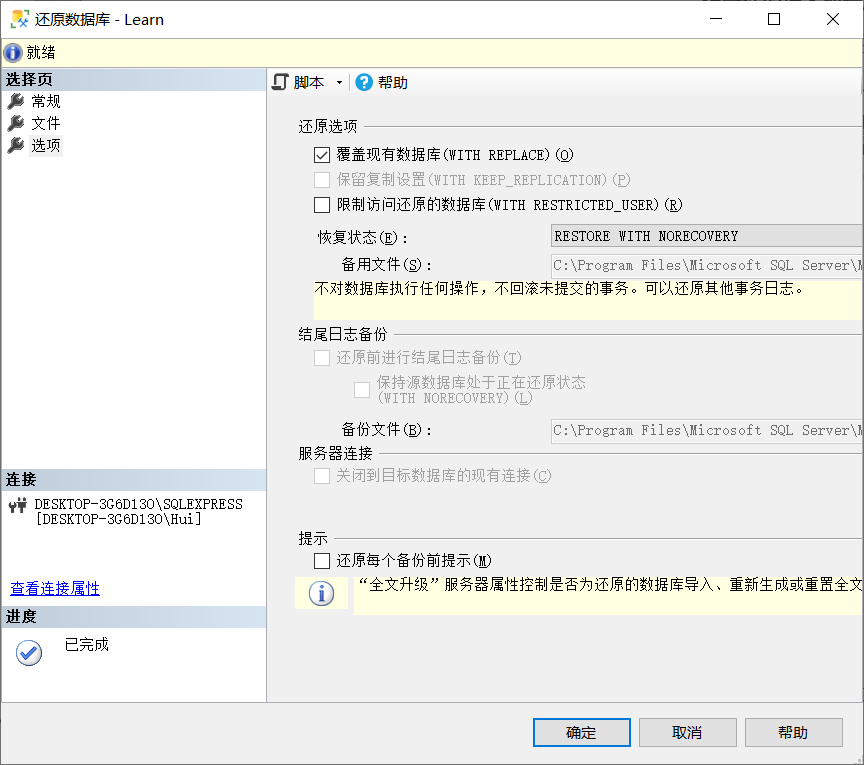 还原数据库 - Learn
就绪
选择页
常规
文件
选项
脚本
帮助
还原选项
覆盖现有数据库(WITH REPLACE)(O)
保留复制设置(WITH KEEP_REPLICATION)(P)
限制访问还原的数据库(WITH RESTRICTED_USER)(R)
恢复状态(E):
RESTORE WITH NORECOVERY
备用文件(S):
C:\Program Files\Microsoft SQL Server\M
不对数据库执行任何操作，不回滚未提交的事务。可以还原其他事务日志。
结尾日志备份
还原前进行结尾日志备份(T)
保持源数据库处于正在还原状态
(WITH NORECOVERY)(L)
备份文件(B):
C:\Program Files\Microsoft SQL Server\M
服务器连接
关闭到目标数据库的现有连接(C)
连接
DESKTOP-3G6D13O\SQLEXPRESS
[DESKTOP-3G6D13O\Hui]
查看连接属性
提示
还原每个备份前提示(M)
“全文升级”服务器属性控制是否为还原的数据库导入、重新生成或重置全文
进度
已完成
确定
取消
帮助